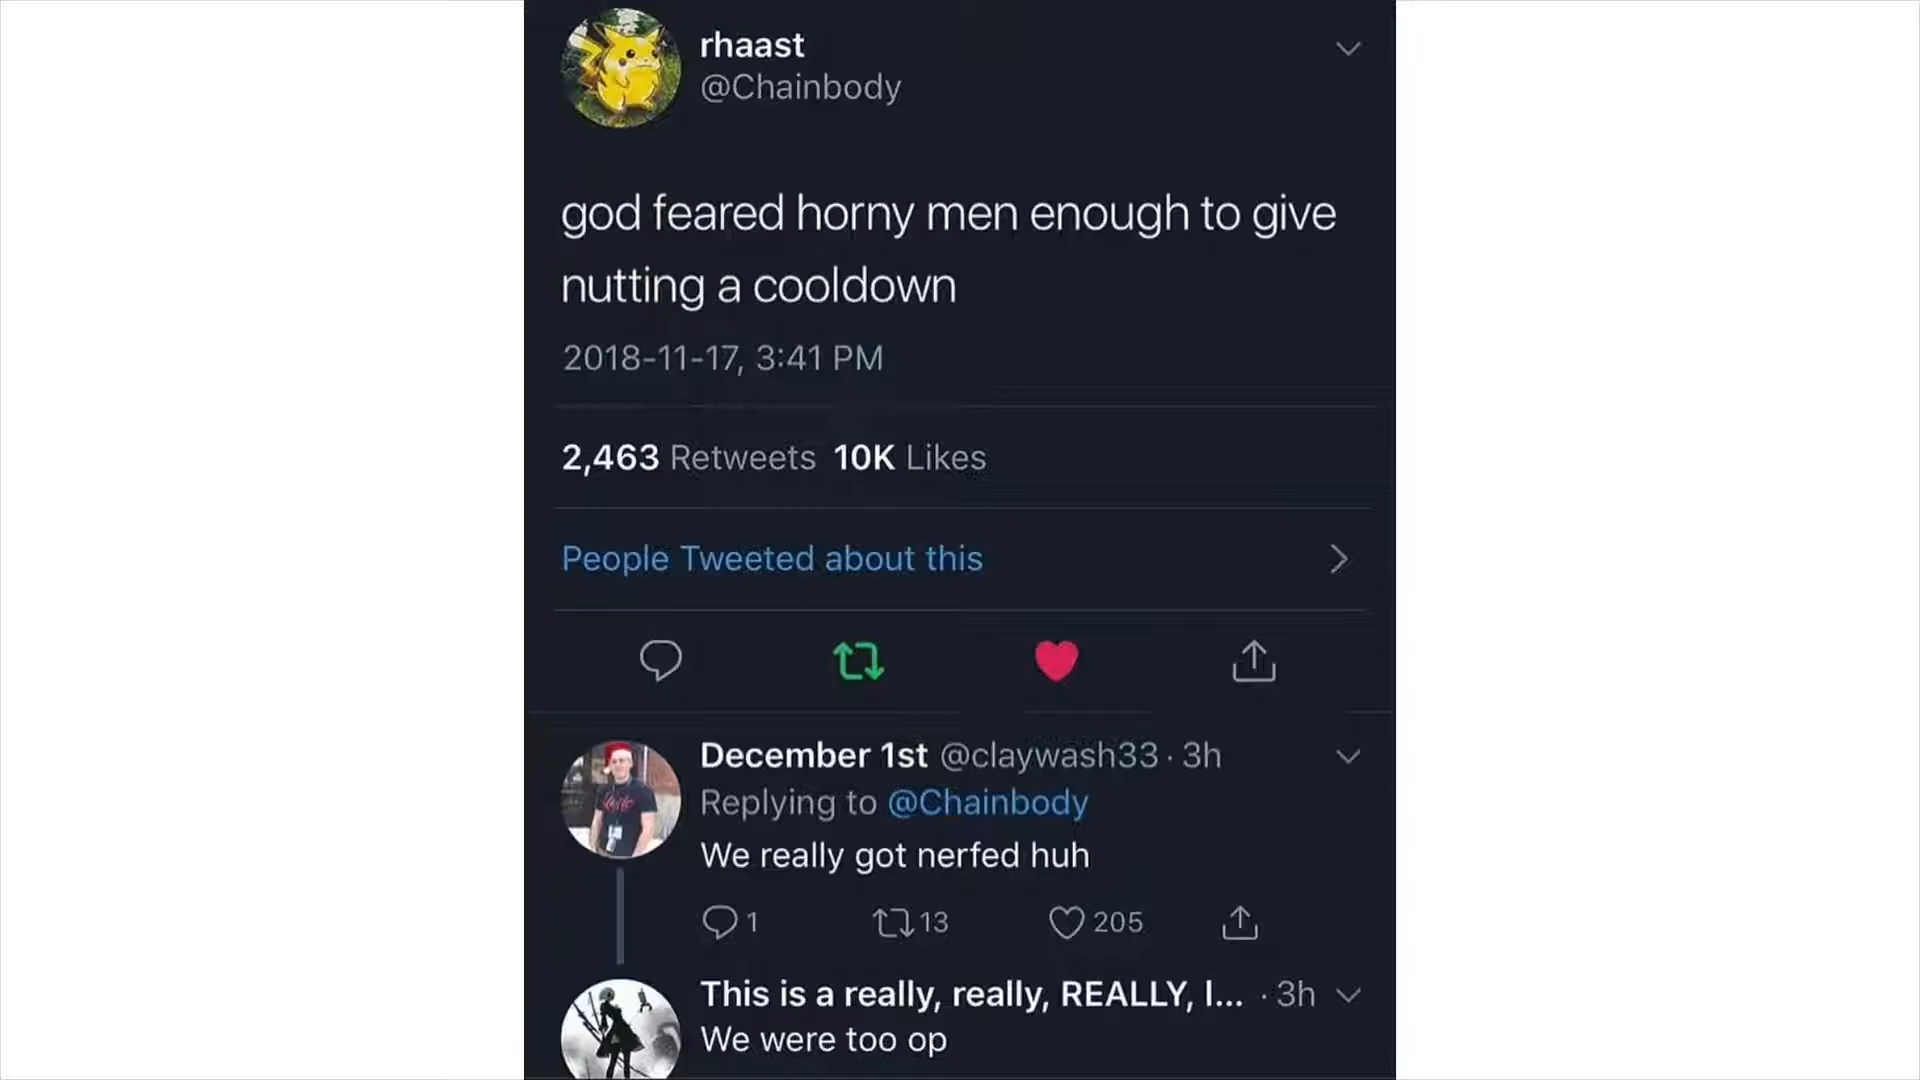 rhaast
@Chainbody
god feared horny men enough to give
nutting a cooldown
2018-11-17, 3:41 PM
2,463 Retweets 10K Likes
People Tweeted about this
December 1st @claywash33 · 3h
Replying to @Chainbody
We really got nerfed huh
1 13 205
This is a really, really, REALLY, l... · 3h
We were too op